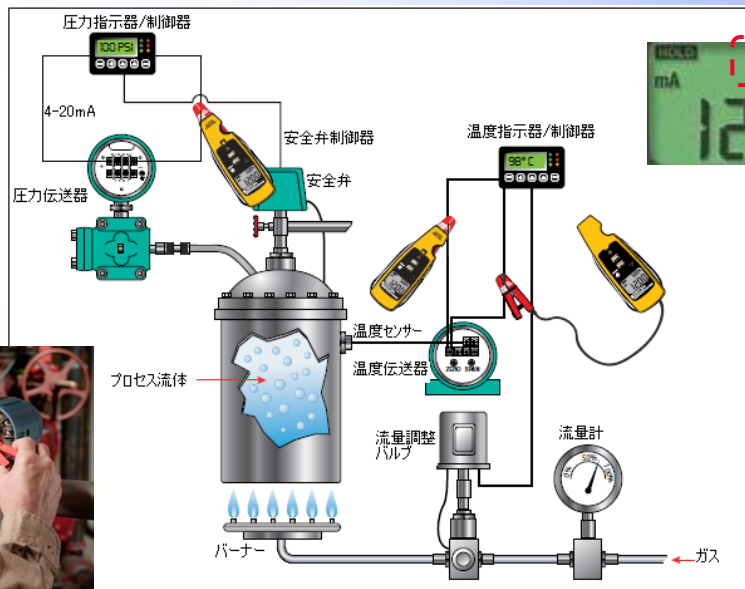 圧力指示器/制御器
100 PSI
4-20mA
圧力伝送器
安全弁制御器
安全弁
温度指示器/制御器
98°C
HOLD
mA
12
温度センサー
温度伝送器
ZERO SPAN
プロセス流体
流量調整
バルブ
流量計
0% 50% 100%
バーナー
ガス